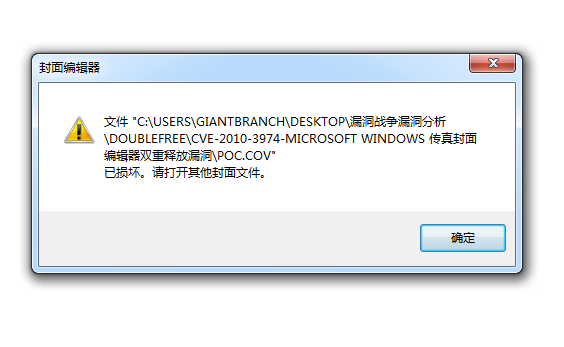 封面编辑器
文件 "C:\USERS\GIANTBRANCH\DESKTOP\漏洞战争漏洞分析
\DOUBLEFREE\CVE-2010-3974-MICROSOFT WINDOWS 传真封面
编辑器双重释放漏洞\POC.COV"
已损坏。请打开其他封面文件。
确定